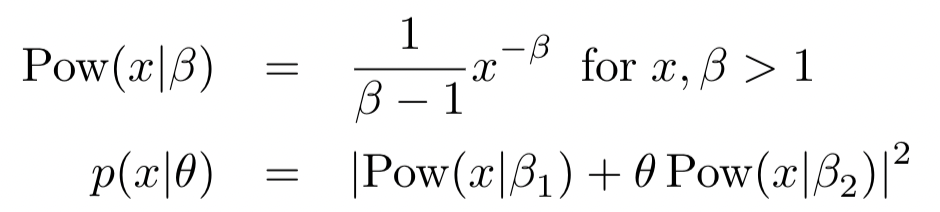 Pow(x|β) = 1/(β − 1) x^{−β} for x, β > 1
p(x|θ) = |Pow(x|β₁) + θ Pow(x|β₂)|²